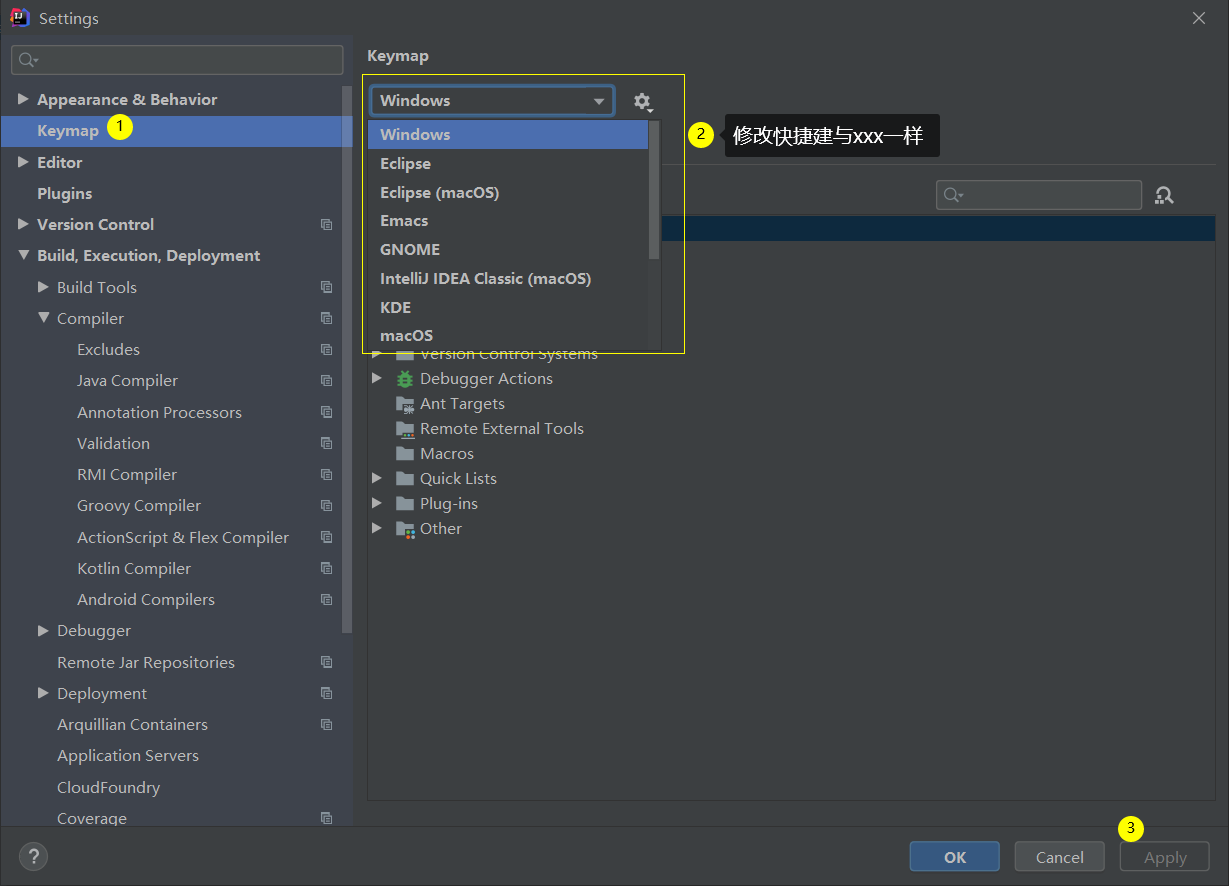 Settings
Keymap
Windows
Appearance & Behavior
Keymap
1
Windows
2
修改快捷建与xxx一样
Editor
Eclipse
Plugins
Eclipse (macOS)
Version Control
Emacs
Build, Execution, Deployment
GNOME
Build Tools
IntelliJ IDEA Classic (macOS)
Compiler
KDE
Excludes
macOS
Version Control Systems
Java Compiler
Debugger Actions
Annotation Processors
Ant Targets
Validation
Remote External Tools
RMI Compiler
Macros
Groovy Compiler
Quick Lists
ActionScript & Flex Compiler
Plug-ins
Kotlin Compiler
Other
Android Compilers
Debugger
Remote Jar Repositories
Deployment
Arquillian Containers
Application Servers
CloudFoundry
Coverage
3
?
OK
Cancel
Apply